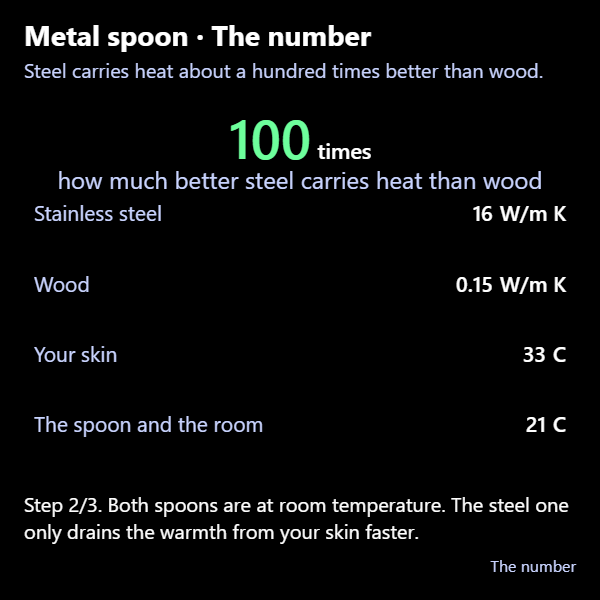 Metal spoon · The number
Steel carries heat about a hundred times better than wood.
100 times
how much better steel carries heat than wood
Stainless steel 16 W/m K
Wood 0.15 W/m K
Your skin 33 C
The spoon and the room 21 C
Step 2/3. Both spoons are at room temperature. The steel one
only drains the warmth from your skin faster.
The number